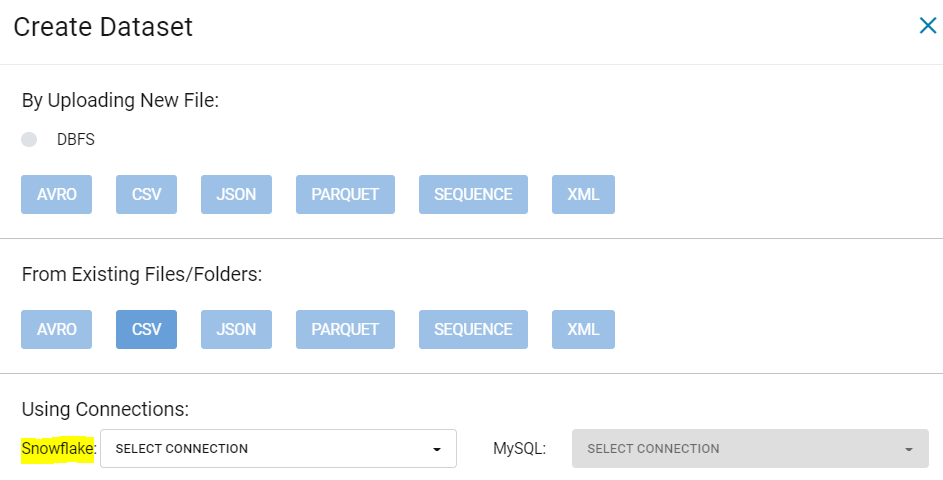 Create Dataset
By Uploading New File:
DBFS
AVRO CSV JSON PARQUET SEQUENCE XML
From Existing Files/Folders:
AVRO CSV JSON PARQUET SEQUENCE XML
Using Connections:
Snowflake: SELECT CONNECTION MySQL: SELECT CONNECTION